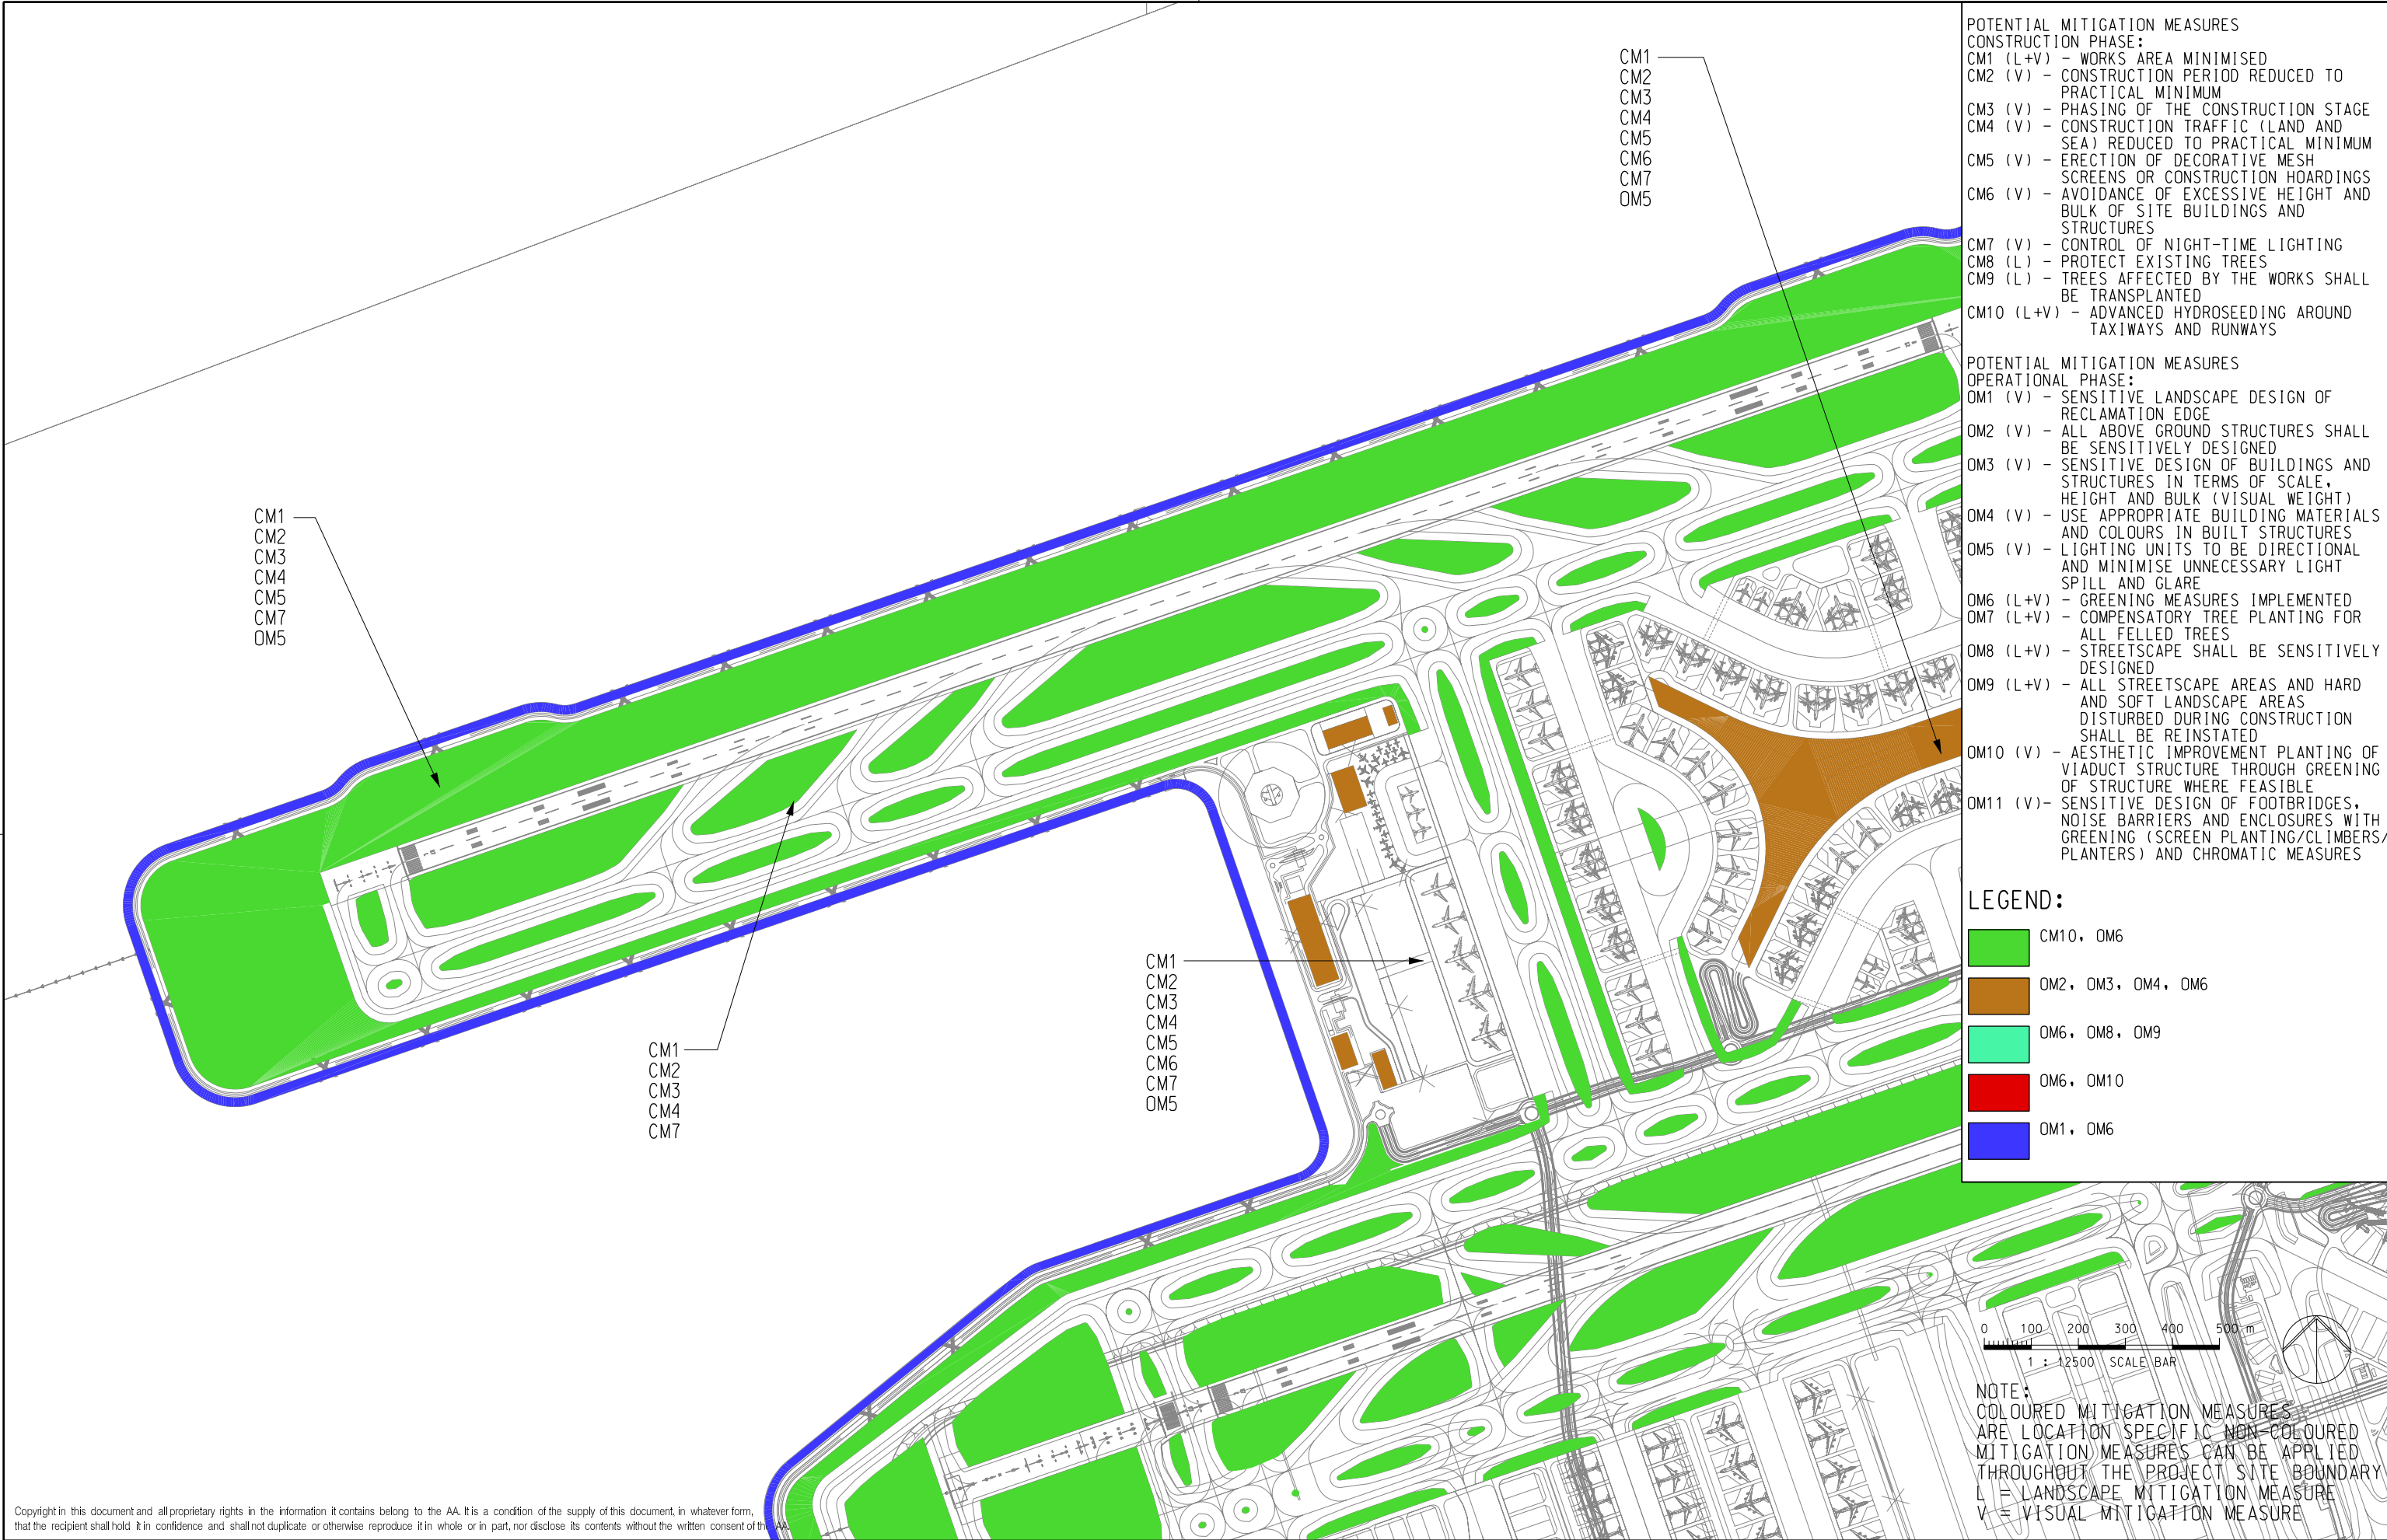 CM1
CM2
CM3
CM4
CM5
CM6
CM7
OM5
CM1
CM2
CM3
CM4
CM5
CM7
OM5
CM1
CM2
CM3
CM4
CM5
CM6
CM7
OM5
CM1
CM2
CM3
CM4
CM7
POTENTIAL MITIGATION MEASURES
CONSTRUCTION PHASE:
CM1 (L+V) - WORKS AREA MINIMISED
CM2 (V) - CONSTRUCTION PERIOD REDUCED TO
PRACTICAL MINIMUM
CM3 (V) - PHASING OF THE CONSTRUCTION STAGE
CM4 (V) - CONSTRUCTION TRAFFIC (LAND AND
SEA) REDUCED TO PRACTICAL MINIMUM
CM5 (V) - ERECTION OF DECORATIVE MESH
SCREENS OR CONSTRUCTION HOARDINGS
CM6 (V) - AVOIDANCE OF EXCESSIVE HEIGHT AND
BULK OF SITE BUILDINGS AND
STRUCTURES
CM7 (V) - CONTROL OF NIGHT-TIME LIGHTING
CM8 (L) - PROTECT EXISTING TREES
CM9 (L) - TREES AFFECTED BY THE WORKS SHALL
BE TRANSPLANTED
CM10 (L+V) - ADVANCED HYDROSEEDING AROUND
TAXIWAYS AND RUNWAYS
POTENTIAL MITIGATION MEASURES
OPERATIONAL PHASE:
OM1 (V) - SENSITIVE LANDSCAPE DESIGN OF
RECLAMATION EDGE
OM2 (V) - ALL ABOVE GROUND STRUCTURES SHALL
BE SENSITIVELY DESIGNED
OM3 (V) - SENSITIVE DESIGN OF BUILDINGS AND
STRUCTURES IN TERMS OF SCALE,
HEIGHT AND BULK (VISUAL WEIGHT)
OM4 (V) - USE APPROPRIATE BUILDING MATERIALS
AND COLOURS IN BUILT STRUCTURES
OM5 (V) - LIGHTING UNITS TO BE DIRECTIONAL
AND MINIMISE UNNECESSARY LIGHT
SPILL AND GLARE
OM6 (L+V) - GREENING MEASURES IMPLEMENTED
OM7 (L+V) - COMPENSATORY TREE PLANTING FOR
ALL FELLED TREES
OM8 (L+V) - STREETSCAPE SHALL BE SENSITIVELY
DESIGNED
OM9 (L+V) - ALL STREETSCAPE AREAS AND HARD
AND SOFT LANDSCAPE AREAS
DISTURBED DURING CONSTRUCTION
SHALL BE REINSTATED
OM10 (V) - AESTHETIC IMPROVEMENT PLANTING OF
VIADUCT STRUCTURE THROUGH GREENING
OF STRUCTURE WHERE FEASIBLE
OM11 (V)- SENSITIVE DESIGN OF FOOTBRIDGES,
NOISE BARRIERS AND ENCLOSURES WITH
GREENING (SCREEN PLANTING/CLIMBERS/
PLANTERS) AND CHROMATIC MEASURES
LEGEND:
CM10, OM6
OM2, OM3, OM4, OM6
OM6, OM8, OM9
OM6, OM10
OM1, OM6
0 100 200 300 400 500 m
1 : 12500 SCALE BAR
NOTE:
COLOURED MITIGATION MEASURES
ARE LOCATION SPECIFIC NON-COLOURED
MITIGATION MEASURES CAN BE APPLIED
THROUGHOUT THE PROJECT SITE BOUNDARY
L = LANDSCAPE MITIGATION MEASURE
V = VISUAL MITIGATION MEASURE
Copyright in this document and all proprietary rights in the information it contains belong to the AA. It is a condition of the supply of this document, in whatever form,
that the recipient shall hold it in confidence and shall not duplicate or otherwise reproduce it in whole or in part, nor disclose its contents without the written consent of the AA.